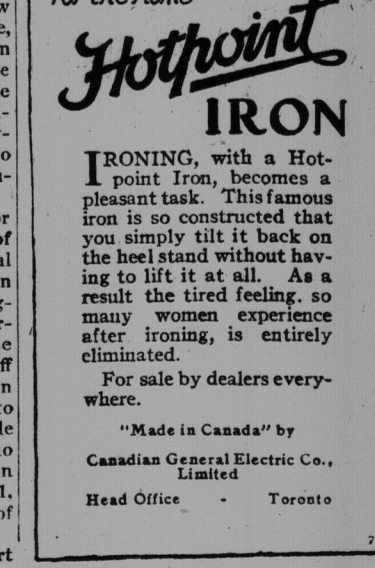 For the Home
Hotpoint
IRON
IRONING, with a Hot-
point Iron, becomes a
pleasant task. This famous
iron is so constructed that
you simply tilt it back on
the heel stand without hav-
ing to lift it at all. As a
result the tired feeling. so
many women experience
after ironing, is entirely
eliminated.
For sale by dealers every-
where.
"Made in Canada" by
Canadian General Electric Co.,
Limited
Head Office - Toronto